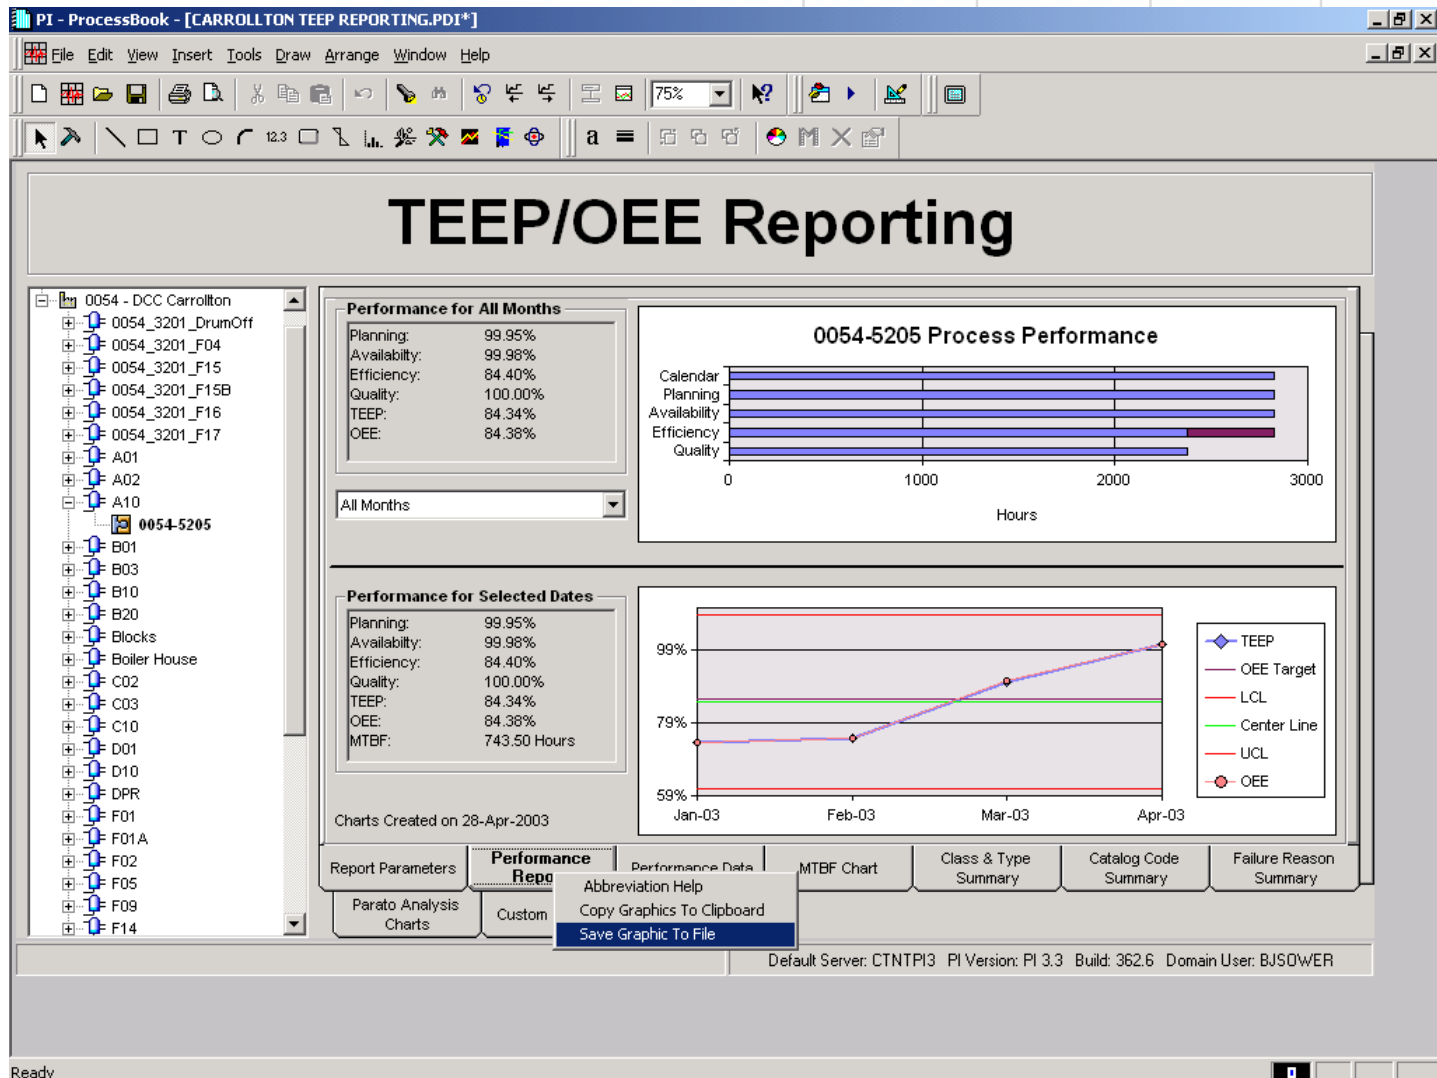 PI - ProcessBook - [CARROLLTON TEEP REPORTING.PDI*]
File Edit View Insert Tools Draw Arrange Window Help
75%
T 12.3 a
TEEP/OEE Reporting
0054 - DCC Carrollton
0054_3201_DrumOff
0054_3201_F04
0054_3201_F15
0054_3201_F15B
0054_3201_F16
0054_3201_F17
A01
A02
A10
0054-5205
B01
B03
B10
B20
Blocks
Boiler House
C02
C03
C10
D01
D10
DPR
F01
F01A
F02
F05
F09
F14
Performance for All Months
Planning: 99.95%
Availabilty: 99.98%
Efficiency: 84.40%
Quality: 100.00%
TEEP: 84.34%
OEE: 84.38%
All Months
0054-5205 Process Performance
Calendar
Planning
Availability
Efficiency
Quality
0 1000 2000 3000
Hours
Performance for Selected Dates
Planning: 99.95%
Availabilty: 99.98%
Efficiency: 84.40%
Quality: 100.00%
TEEP: 84.34%
OEE: 84.38%
MTBF: 743.50 Hours
Charts Created on 28-Apr-2003
99%
79%
59%
Jan-03 Feb-03 Mar-03 Apr-03
TEEP
OEE Target
LCL
Center Line
UCL
OEE
Report Parameters
Performance
Repo
Performance Data
MTBF Chart
Class & Type
Summary
Catalog Code
Summary
Failure Reason
Summary
Parato Analysis
Charts
Custom
Abbreviation Help
Copy Graphics To Clipboard
Save Graphic To File
Default Server: CTNTPI3 PI Version: PI 3.3 Build: 362.6 Domain User: BJSOWER
Ready